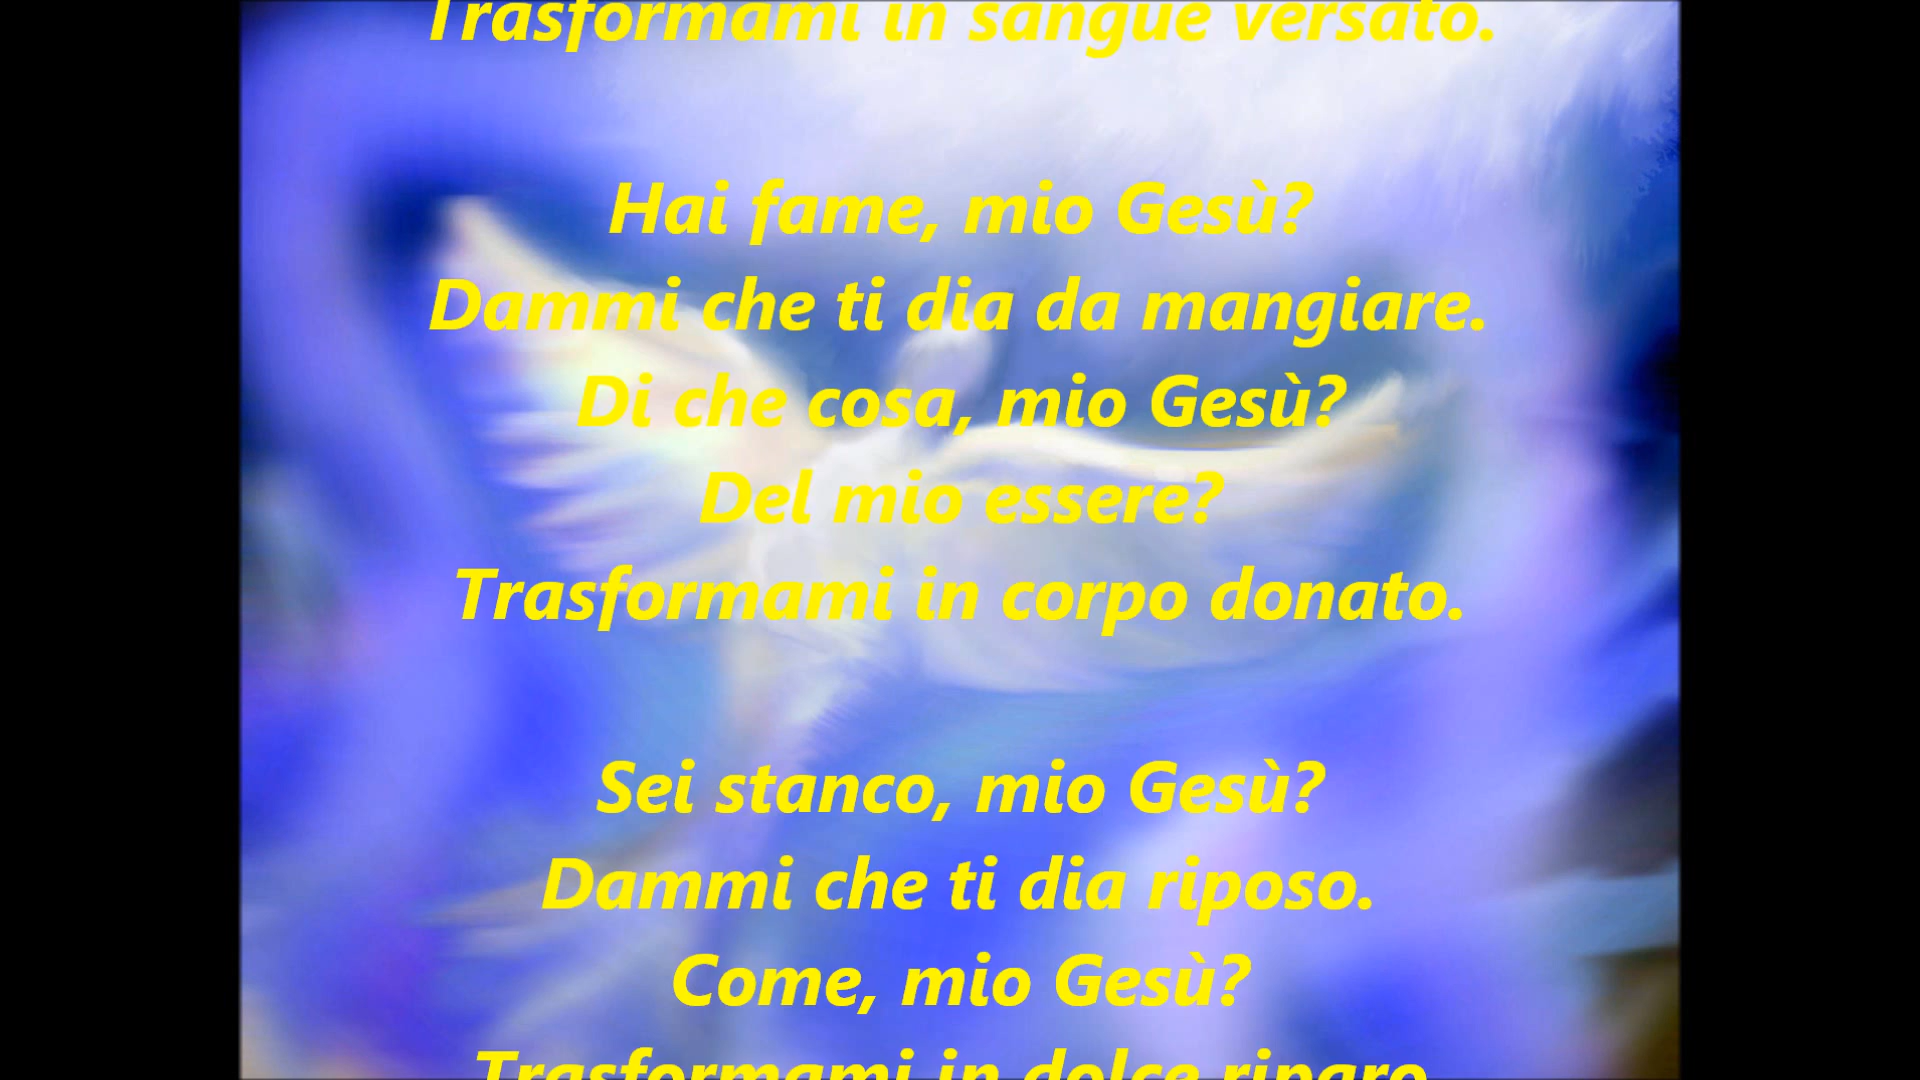 Trasformami in sangue versato.
Hai fame, mio Gesù?
Dammi che ti dia da mangiare.
Di che cosa, mio Gesù?
Del mio essere?
Trasformami in corpo donato.
Sei stanco, mio Gesù?
Dammi che ti dia riposo.
Come, mio Gesù?
Trasformami in dolce riparo